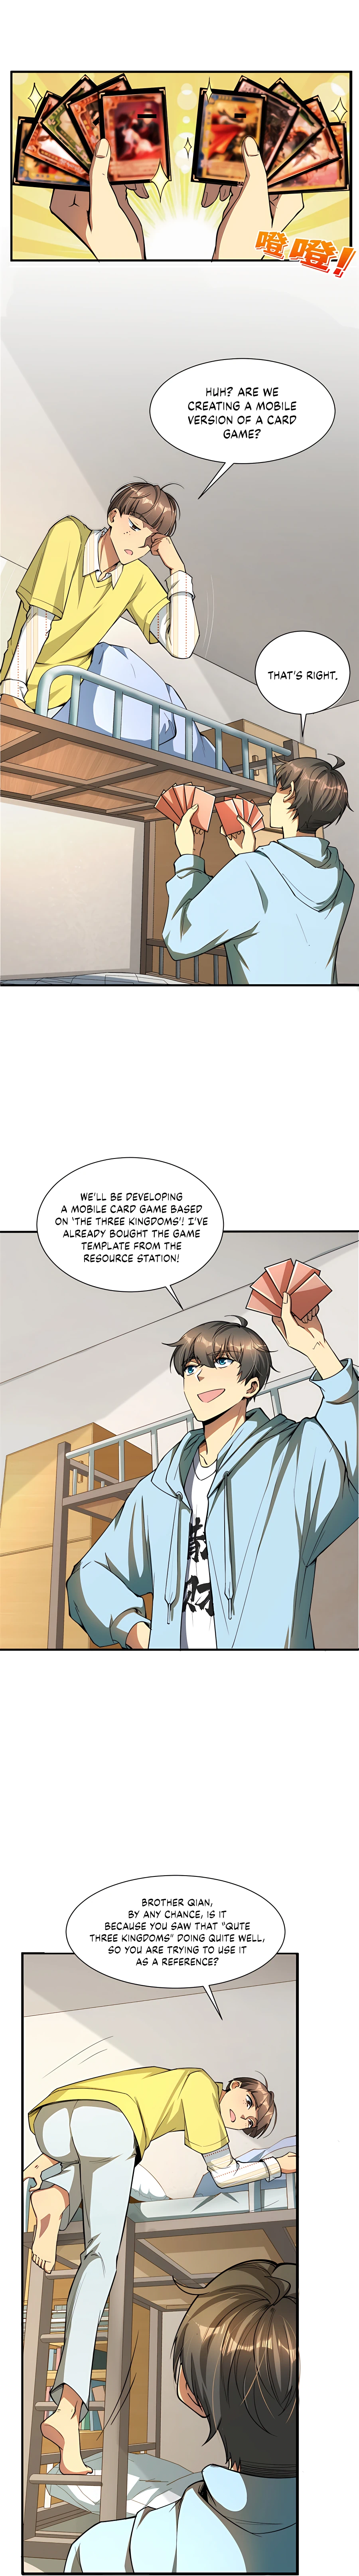 噔噔!
HUH? ARE WE
CREATING A MOBILE
VERSION OF A CARD
GAME?
THAT'S RIGHT.
WE'LL BE DEVELOPING
A MOBILE CARD GAME BASED
ON 'THE THREE KINGDOMS'! I'VE
ALREADY BOUGHT THE GAME
TEMPLATE FROM THE
RESOURCE STATION!
BROTHER QIAN,
BY ANY CHANCE, IS IT
BECAUSE YOU SAW THAT "QUTE
THREE KINGDOMS" DOING QUITE WELL,
SO YOU ARE TRYING TO USE IT
AS A REFERENCE?